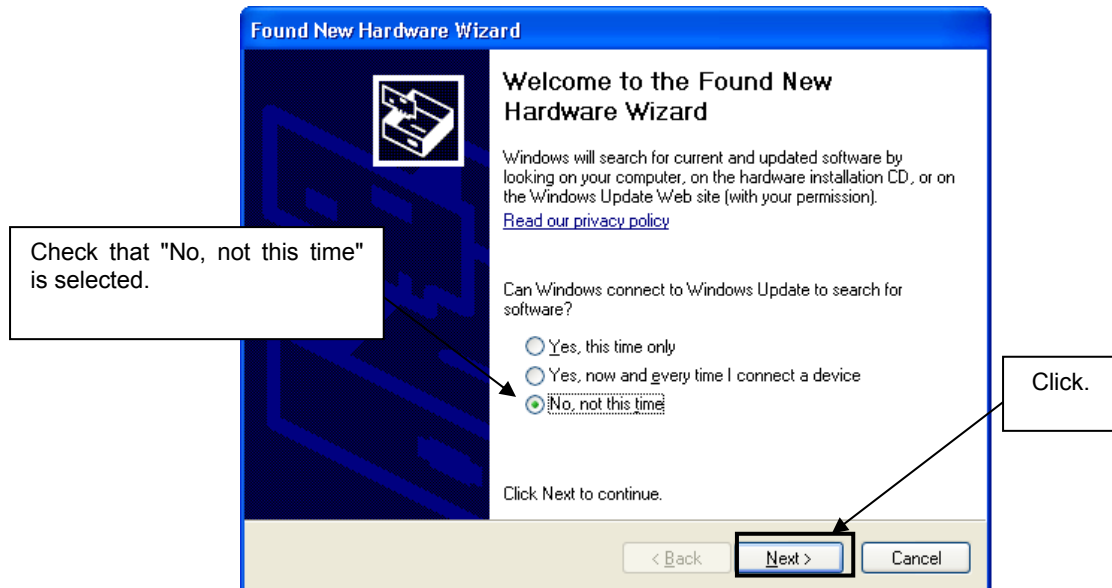 Found New Hardware Wizard
Welcome to the Found New
Hardware Wizard
Windows will search for current and updated software by
looking on your computer, on the hardware installation CD, or on
the Windows Update Web site (with your permission).
Read our privacy policy
Check that "No, not this time"
is selected.
Can Windows connect to Windows Update to search for
software?
Yes, this time only
Yes, now and every time I connect a device
No, not this time
Click.
Click Next to continue.
< Back
Next >
Cancel